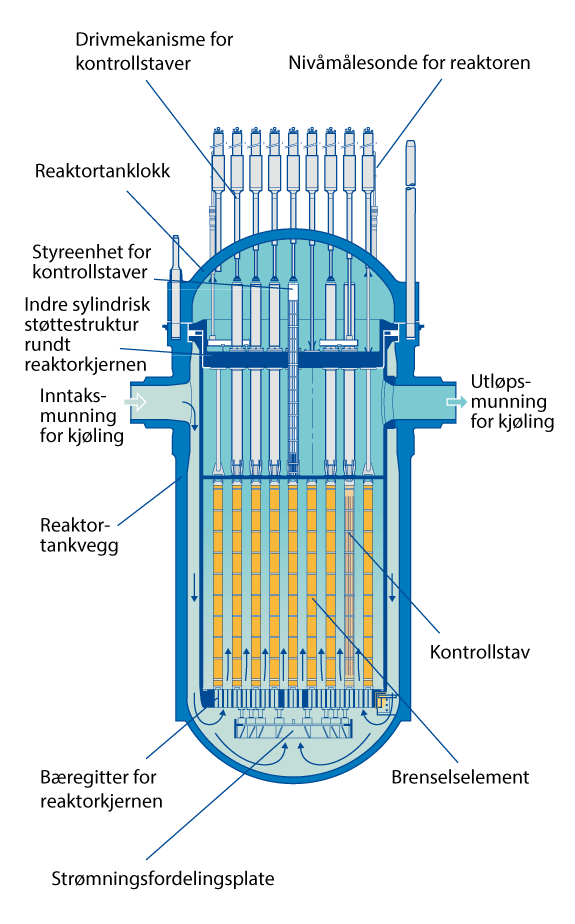 Drivmekanisme for
kontrollstaver
Nivåmålesonde for reaktoren
Reaktortanklokk
Styreenhet for
kontrollstaver
Indre sylindrisk
støttestruktur
rundt
reaktorkjernen
Inntaks-
munning
for kjøling
Utløps-
munning
for kjøling
Reaktor-
tankvegg
Kontrollstav
Bæregitter for
reaktorkjernen
Brenselselement
Strømningsfordelingsplate